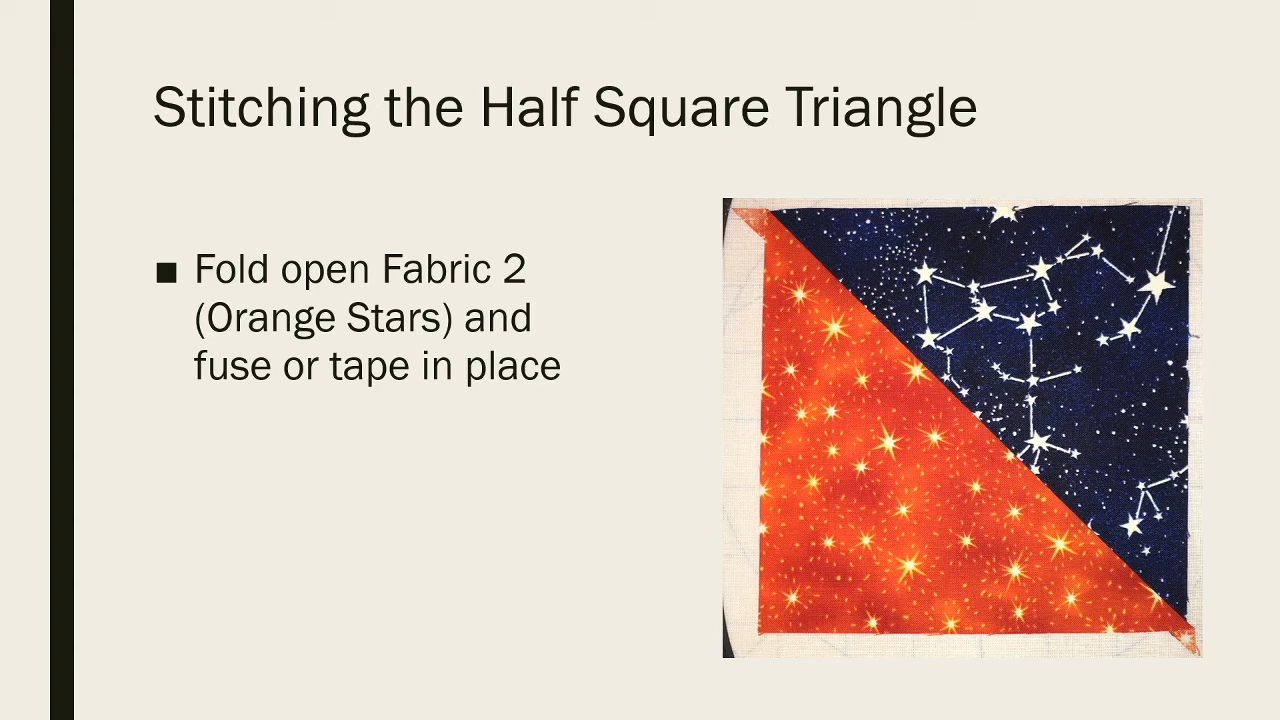 Stitching the Half Square Triangle
■ Fold open Fabric 2
(Orange Stars) and
fuse or tape in place